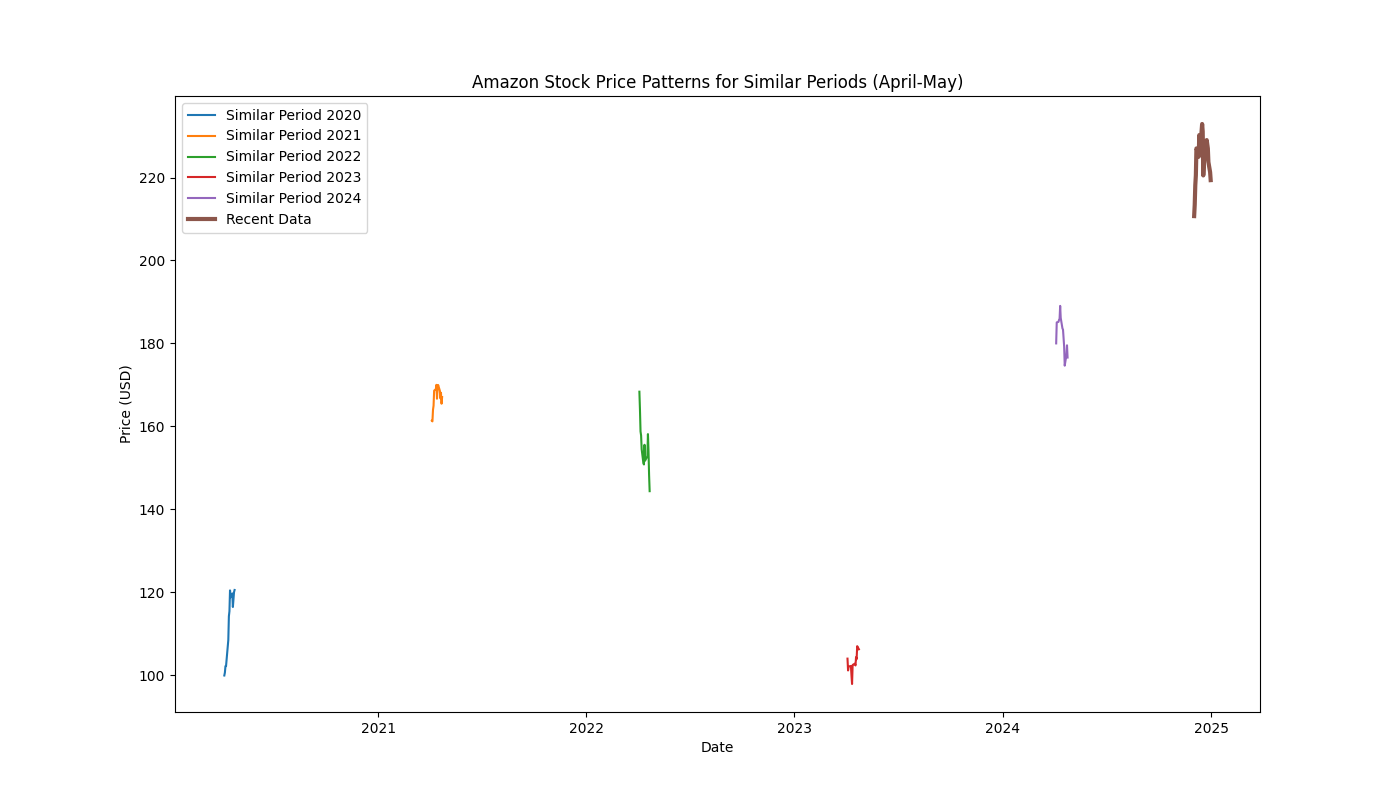 Amazon Stock Price Patterns for Similar Periods (April-May)
Similar Period 2020
Similar Period 2021
Similar Period 2022
Similar Period 2023
Similar Period 2024
Recent Data
Price (USD)
220
200
180
160
140
120
100
2021
2022
2023
2024
2025
Date